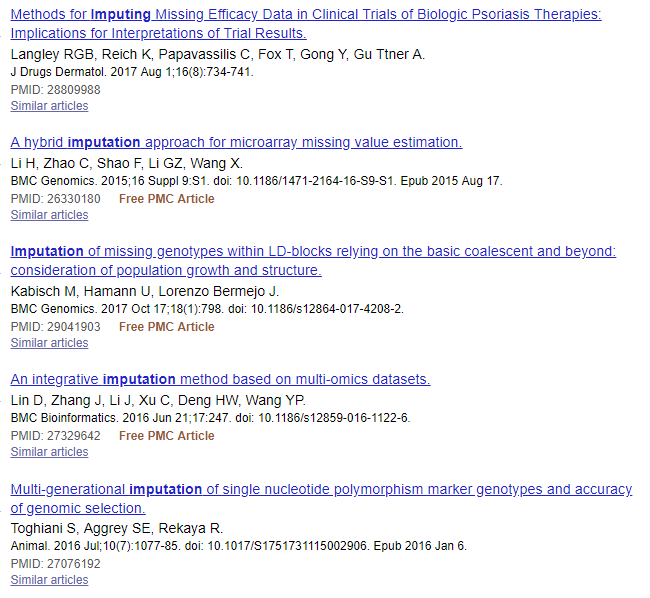 Methods for Imputing Missing Efficacy Data in Clinical Trials of Biologic Psoriasis Therapies:
Implications for Interpretations of Trial Results.
Langley RGB, Reich K, Papavassilis C, Fox T, Gong Y, Gu Ttner A.
J Drugs Dermatol. 2017 Aug 1;16(8):734-741.
PMID: 28809988
Similar articles
A hybrid imputation approach for microarray missing value estimation.
Li H, Zhao C, Shao F, Li GZ, Wang X.
BMC Genomics. 2015;16 Suppl 9:S1. doi: 10.1186/1471-2164-16-S9-S1. Epub 2015 Aug 17.
PMID: 26330180 Free PMC Article
Similar articles
Imputation of missing genotypes within LD-blocks relying on the basic coalescent and beyond:
consideration of population growth and structure.
Kabisch M, Hamann U, Lorenzo Bermejo J.
BMC Genomics. 2017 Oct 17;18(1):798. doi: 10.1186/s12864-017-4208-2.
PMID: 29041903 Free PMC Article
Similar articles
An integrative imputation method based on multi-omics datasets.
Lin D, Zhang J, Li J, Xu C, Deng HW, Wang YP.
BMC Bioinformatics. 2016 Jun 21;17:247. doi: 10.1186/s12859-016-1122-6.
PMID: 27329642 Free PMC Article
Similar articles
Multi-generational imputation of single nucleotide polymorphism marker genotypes and accuracy
of genomic selection.
Toghiani S, Aggrey SE, Rekaya R.
Animal. 2016 Jul;10(7):1077-85. doi: 10.1017/S1751731115002906. Epub 2016 Jan 6.
PMID: 27076192
Similar articles